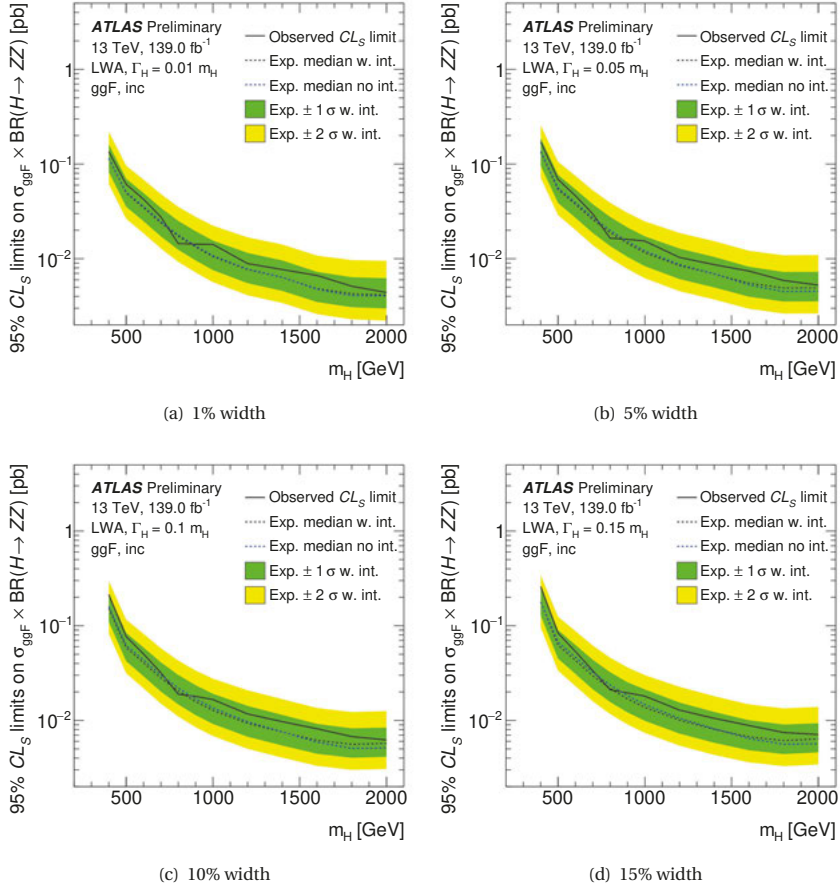 ATLAS Preliminary
13 TeV, 139.0 fb⁻¹
LWA, Γ_H = 0.01 m_H
ggF, inc
Observed CL_S limit
Exp. median w. int.
Exp. median no int.
Exp. ± 1 σ w. int.
Exp. ± 2 σ w. int.
95% CL_S limits on σ_ggF × BR(H→ ZZ) [pb]
1
10⁻¹
10⁻²
500
1000
1500
2000
m_H [GeV]
(a) 1% width
ATLAS Preliminary
13 TeV, 139.0 fb⁻¹
LWA, Γ_H = 0.05 m_H
ggF, inc
Observed CL_S limit
Exp. median w. int.
Exp. median no int.
Exp. ± 1 σ w. int.
Exp. ± 2 σ w. int.
95% CL_S limits on σ_ggF × BR(H→ ZZ) [pb]
1
10⁻¹
10⁻²
500
1000
1500
2000
m_H [GeV]
(b) 5% width
ATLAS Preliminary
13 TeV, 139.0 fb⁻¹
LWA, Γ_H = 0.1 m_H
ggF, inc
Observed CL_S limit
Exp. median w. int.
Exp. median no int.
Exp. ± 1 σ w. int.
Exp. ± 2 σ w. int.
95% CL_S limits on σ_ggF × BR(H→ ZZ) [pb]
1
10⁻¹
10⁻²
500
1000
1500
2000
m_H [GeV]
(c) 10% width
ATLAS Preliminary
13 TeV, 139.0 fb⁻¹
LWA, Γ_H = 0.15 m_H
ggF, inc
Observed CL_S limit
Exp. median w. int.
Exp. median no int.
Exp. ± 1 σ w. int.
Exp. ± 2 σ w. int.
95% CL_S limits on σ_ggF × BR(H→ ZZ) [pb]
1
10⁻¹
10⁻²
500
1000
1500
2000
m_H [GeV]
(d) 15% width